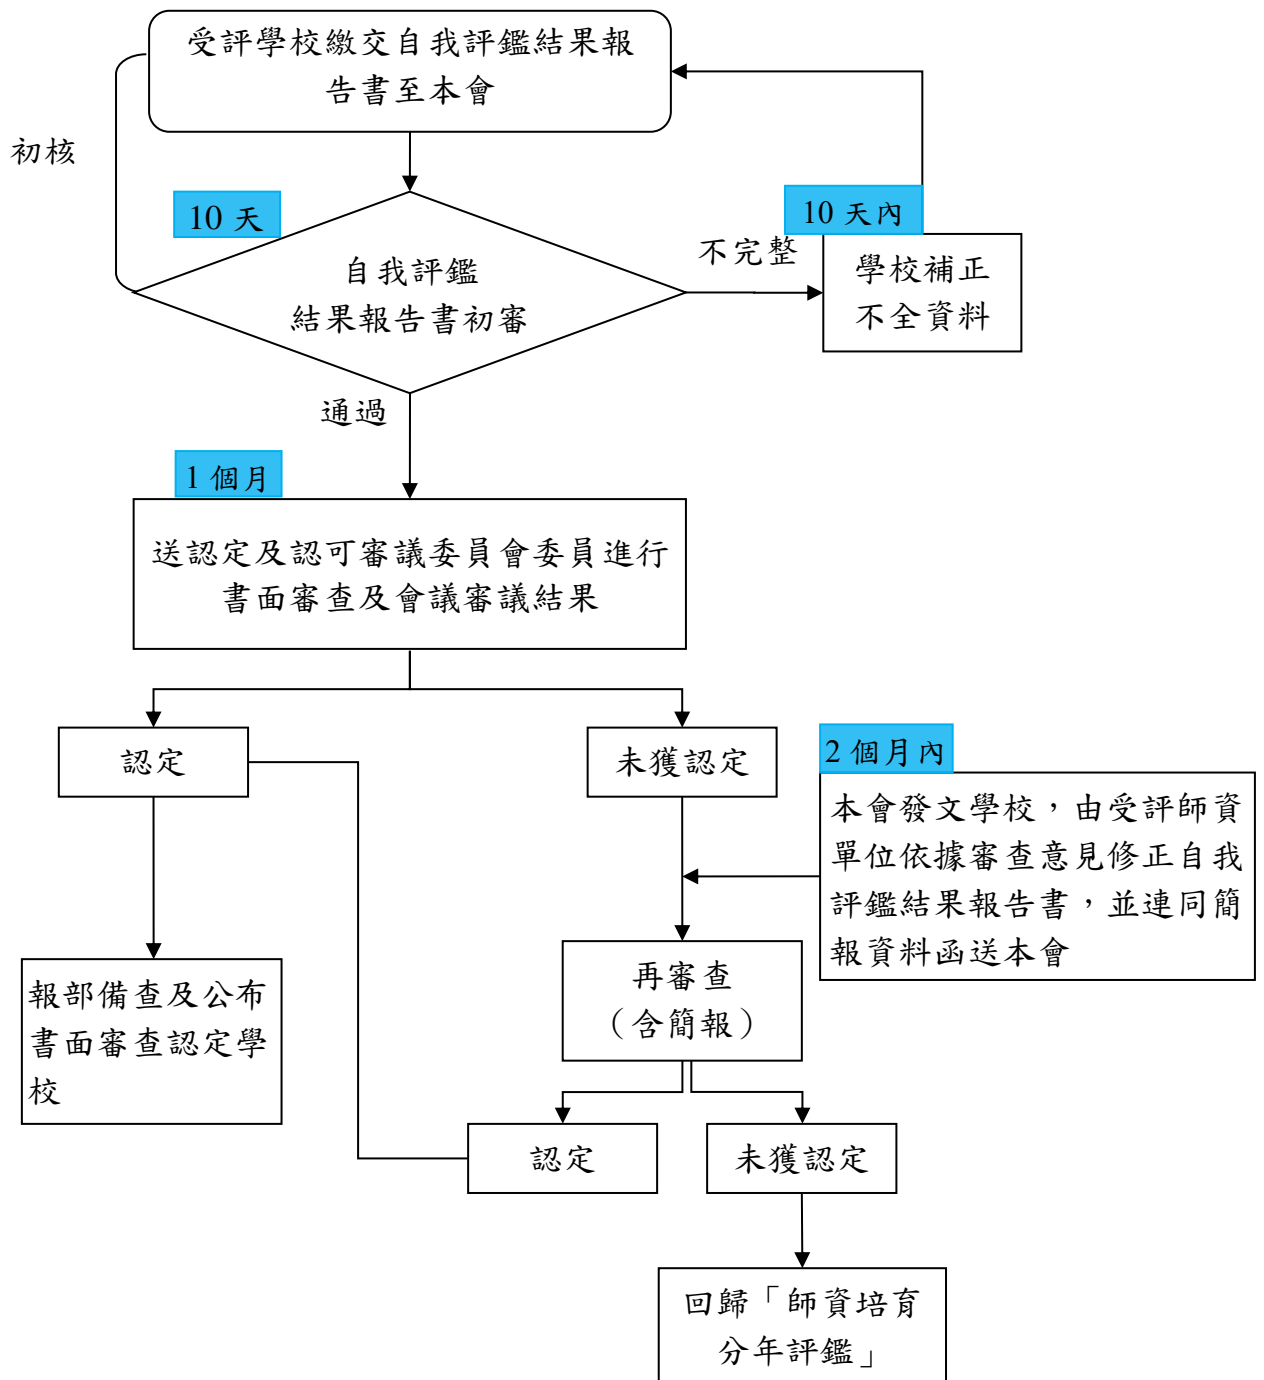 受評學校繳交自我評鑑結果報
告書至本會
初核
10 天
10 天內
自我評鑑
結果報告書初審
不完整
學校補正
不全資料
通過
1 個月
送認定及認可審議委員會委員進行
書面審查及會議審議結果
認定
未獲認定
2 個月內
本會發文學校，由受評師資
單位依據審查意見修正自我
評鑑結果報告書，並連同簡
報資料函送本會
報部備查及公布
書面審查認定學
校
再審查
（含簡報）
認定
未獲認定
回歸「師資培育
分年評鑑」